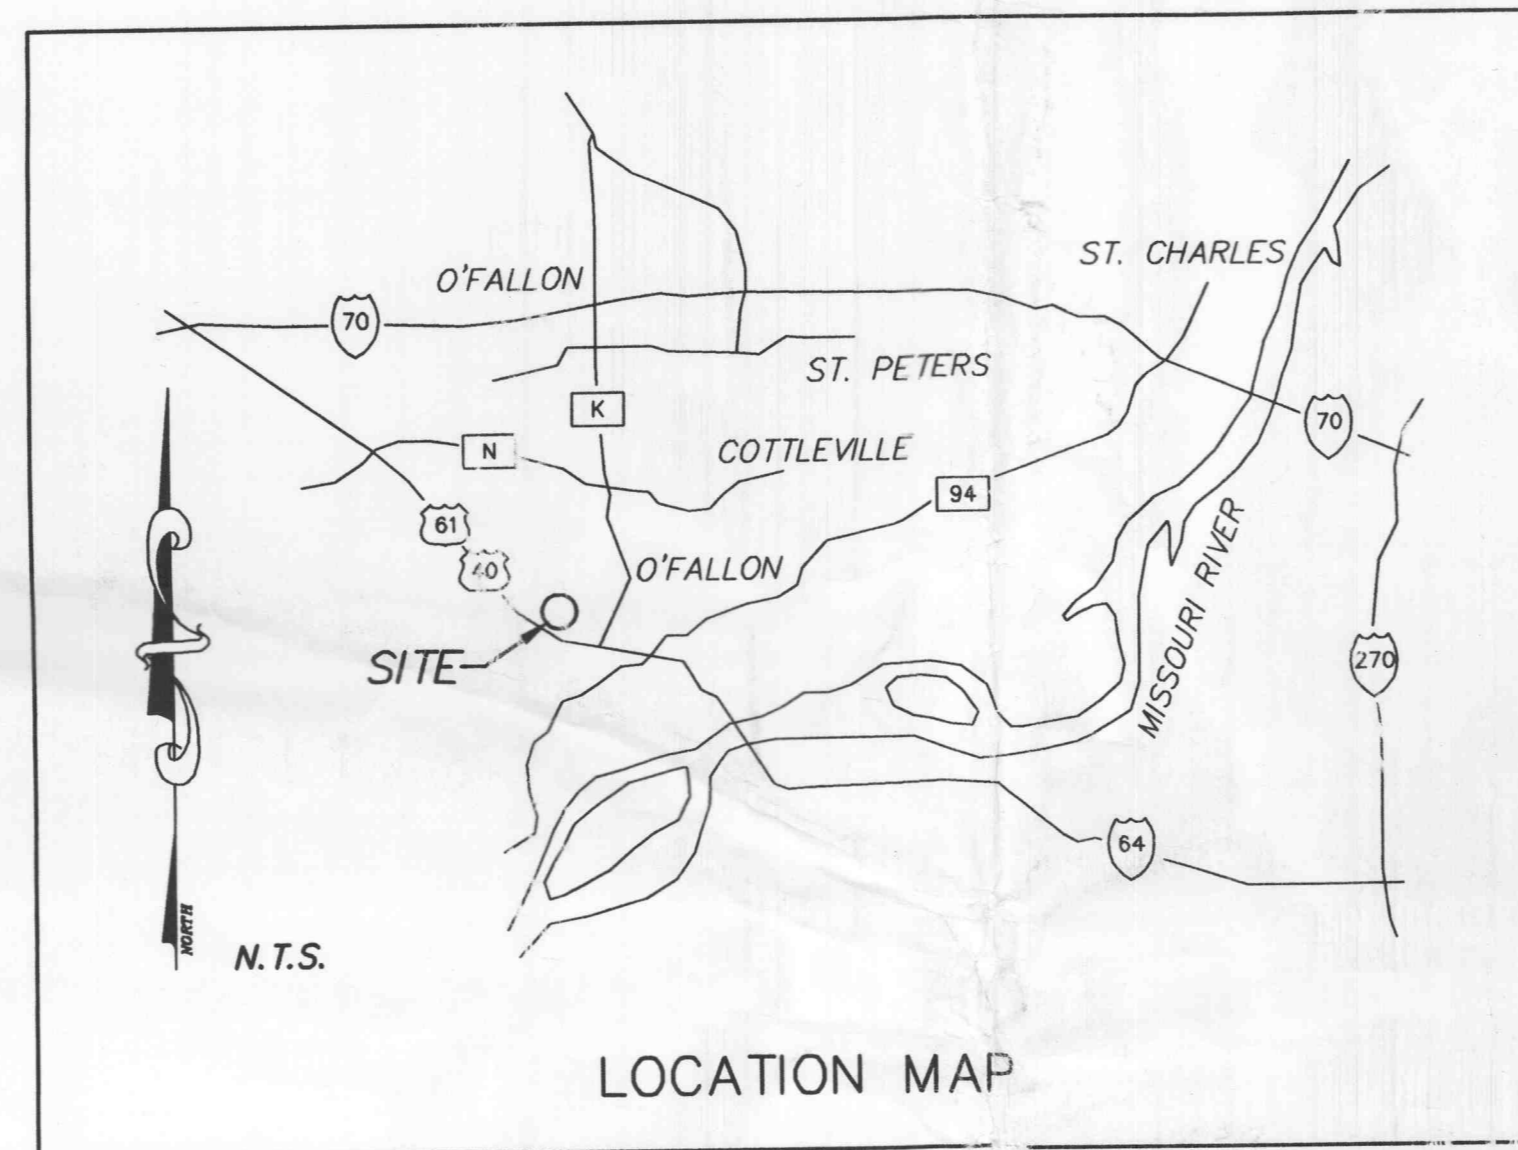 ST. CHARLES
O'FALLON
70
ST. PETERS
K
70
N
COTTLEVILLE
94
61
40
O'FALLON
MISSOURI RIVER
SITE
270
64
NORTH
N.T.S.
LOCATION MAP